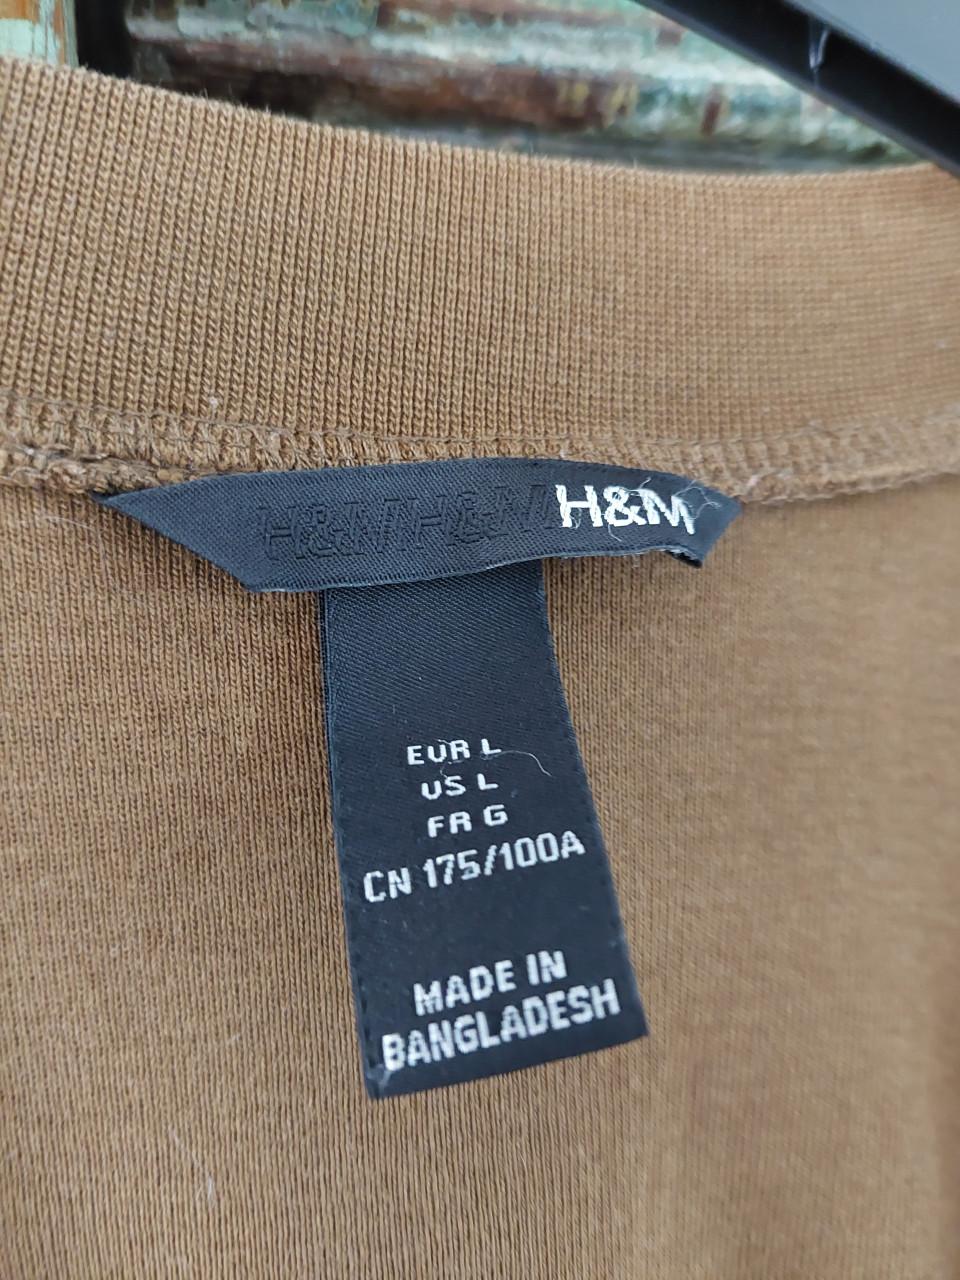 H&M H&M H&M
EUR L
US L
FR G
CN 175/100A
MADE IN
BANGLADESH